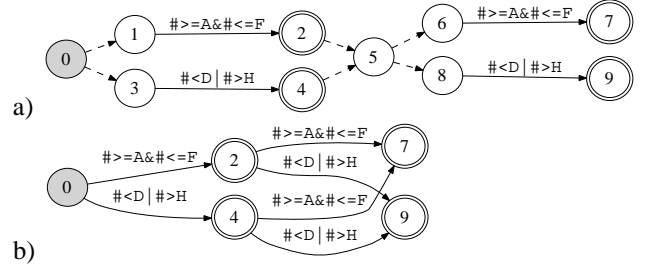 1 #>=A&#<=F 2 6 #>=A&#<=F 7
0 5
3 #<D|#>H 4 8 #<D|#>H 9
a)
#>=A&#<=F 7
#>=A&#<=F 2 #<D|#>H
0
#<D|#>H 4 #>=A&#<=F 9
#<D|#>H
b)